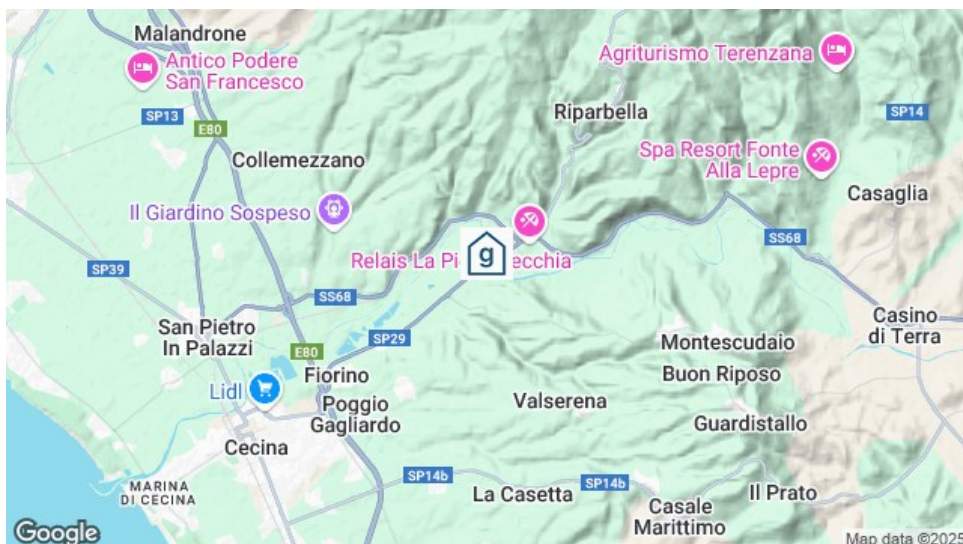 Malandrone
Antico Podere
San Francesco
SP13
E80
Collemezzano
Il Giardino Sospeso
Agriturismo Terenzana
Riparbella
SP14
Spa Resort Fonte
Alla Lepre
Casaglia
g
Relais La Pi ecchia
SS68
SP39
SS68
San Pietro
In Palazzi
E80
SP29
Fiorino
Lidl
Poggio
Gagliardo
Cecina
Valserena
Montescudaio
Buon Riposo
Guardistallo
Casino
di Terra
MARINA
DI CECINA
SP14b
La Casetta
SP14b
Il Prato
Casale
Marittimo
Google
Map data ©2025